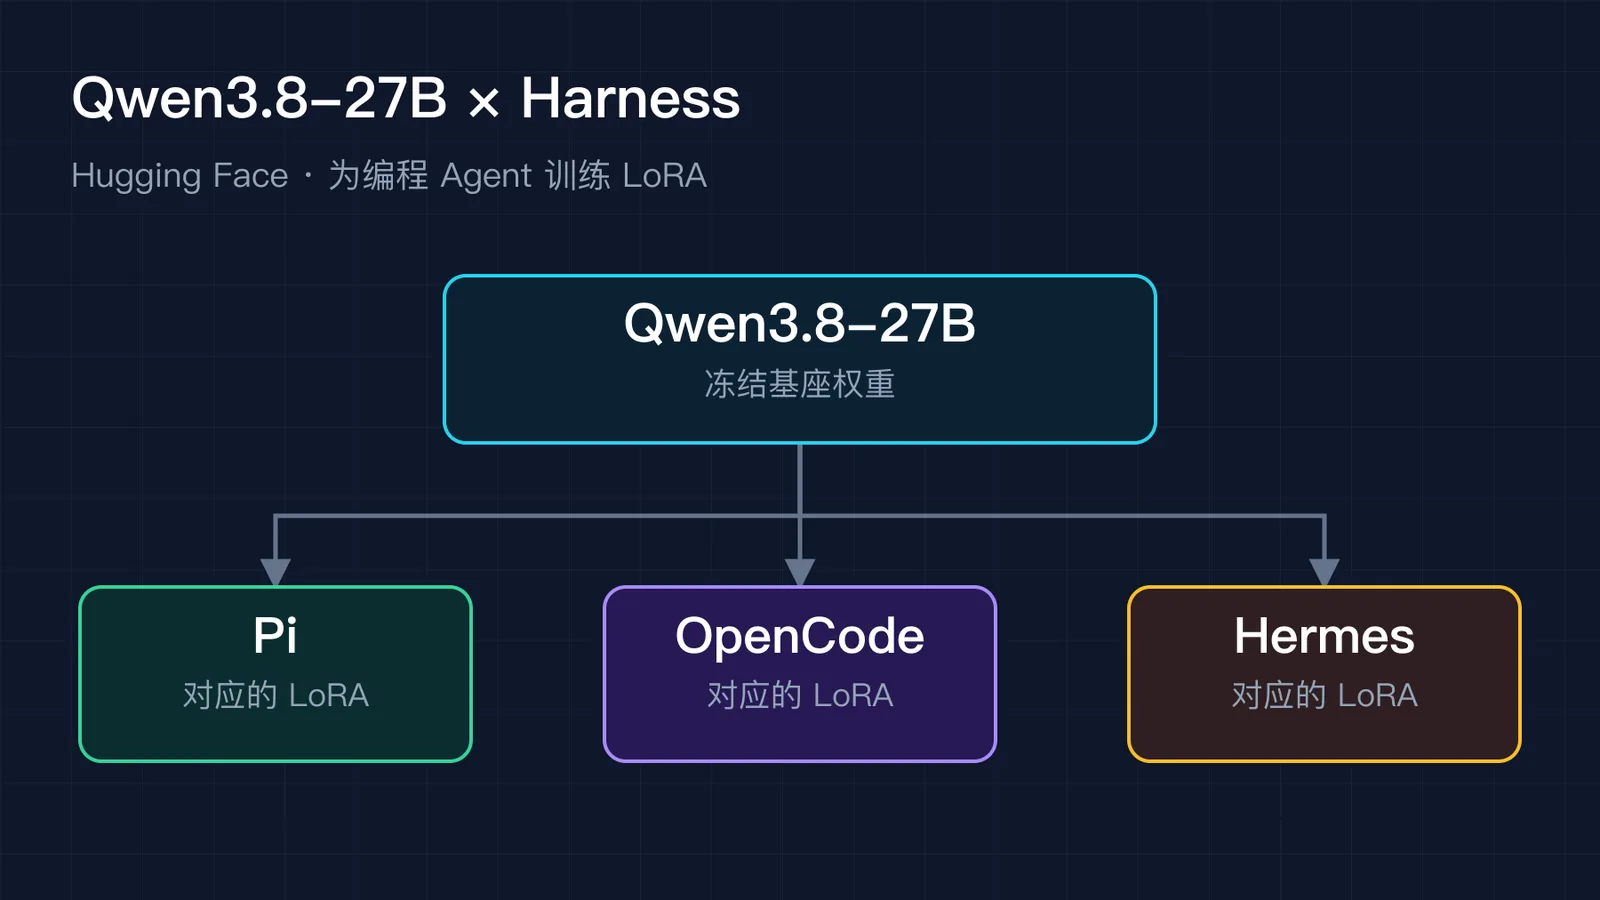 Qwen3.8-27B × Harness
Hugging Face · 为编程 Agent 训练 LoRA
Qwen3.8-27B
冻结基座权重
Pi
对应的 LoRA
OpenCode
对应的 LoRA
Hermes
对应的 LoRA